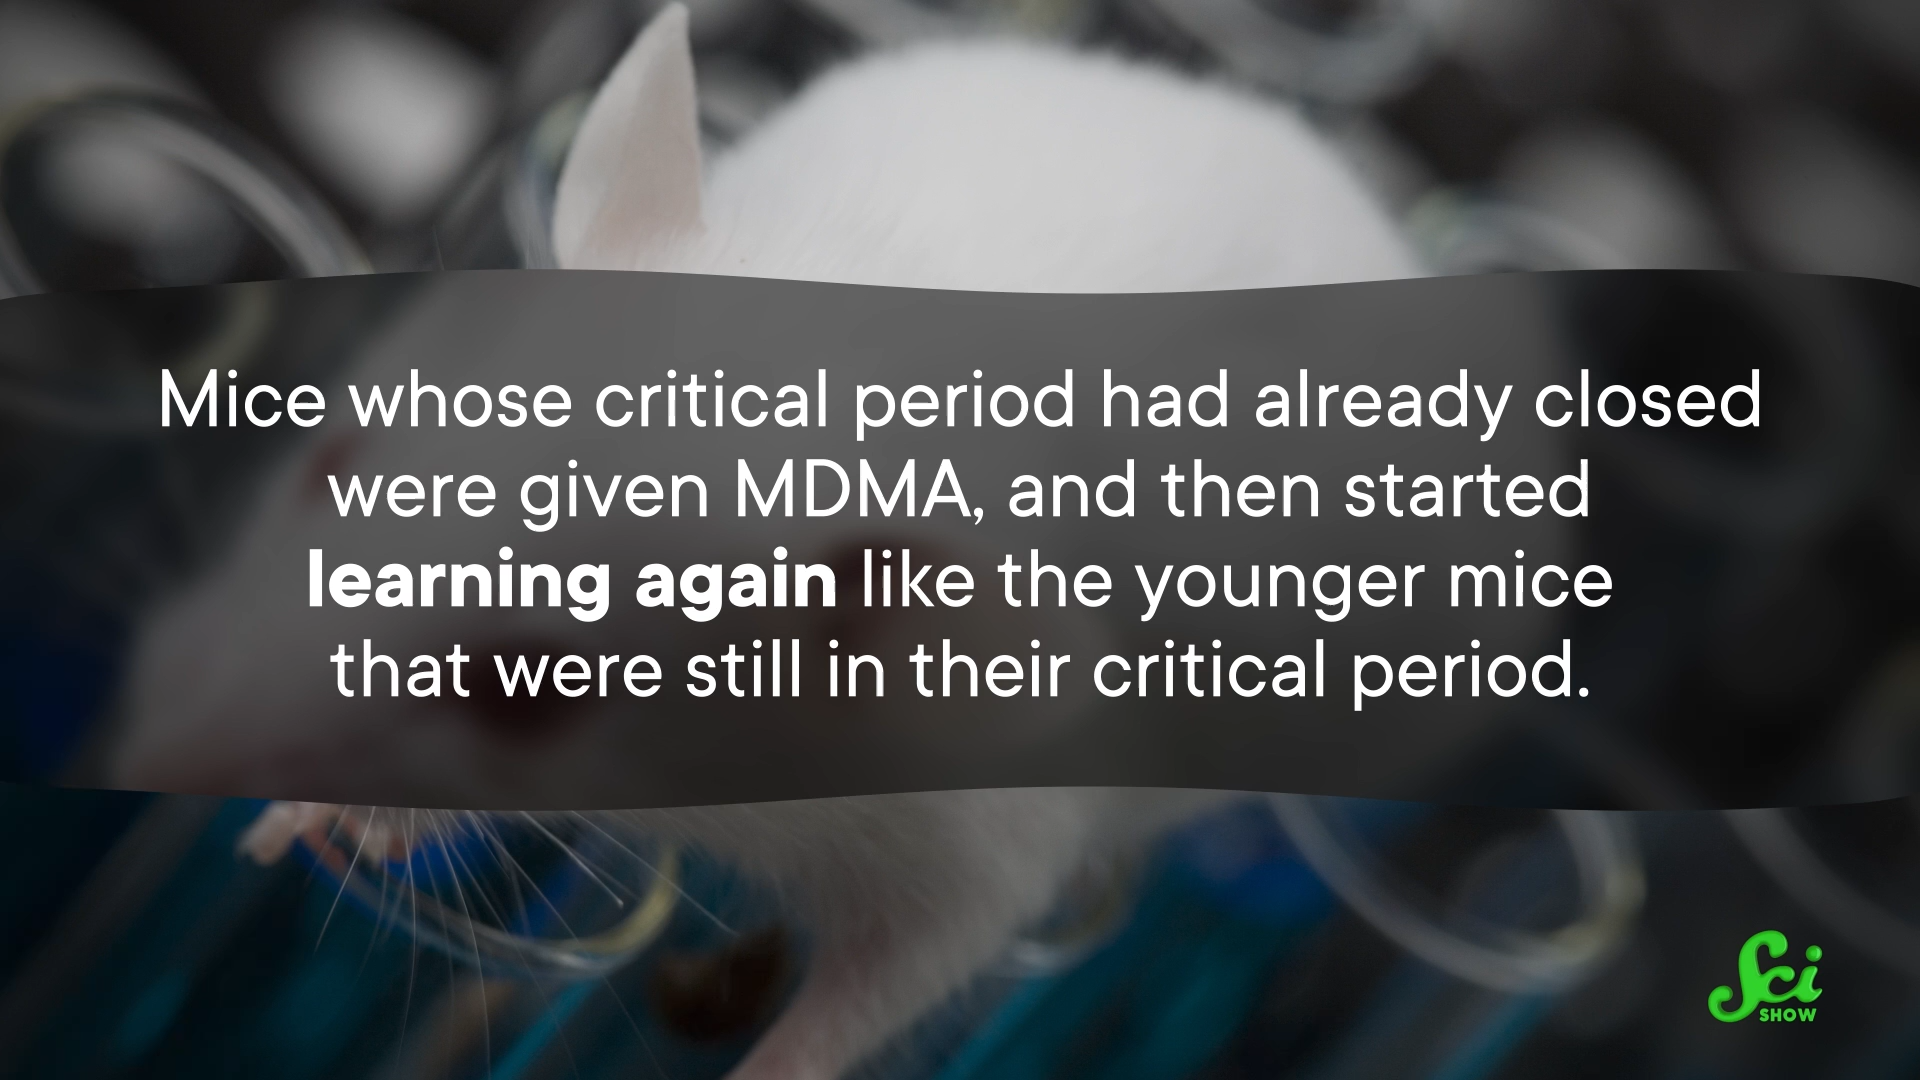 Mice whose critical period had already closed
were given MDMA, and then started
learning again like the younger mice
that were still in their critical period.
Sci
SHOW